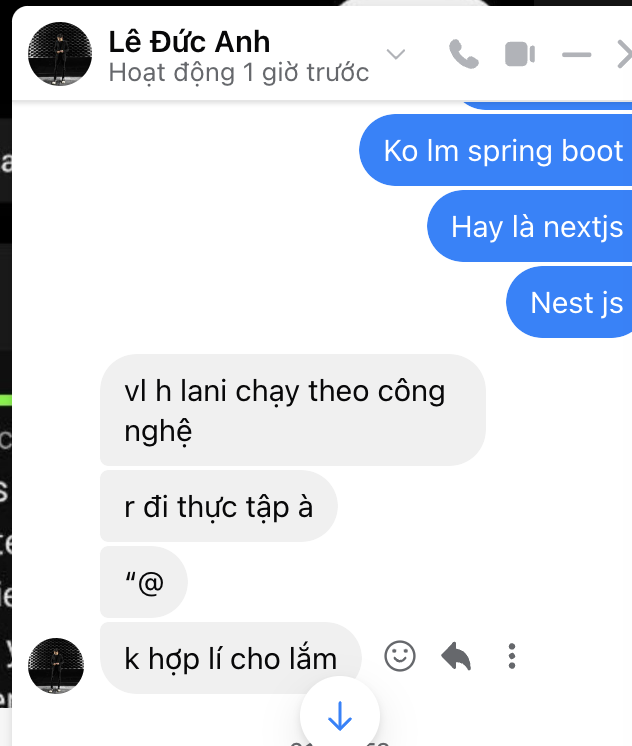 Lê Đức Anh
Hoạt động 1 giờ trước
Ko lm spring boot
Hay là nextjs
Nest js
vl h lani chạy theo công
nghệ
r đi thực tập à
“@
k hợp lí cho lắm